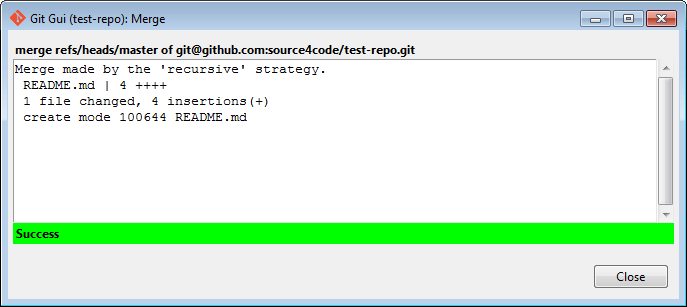 Git Gui (test-repo): Merge
merge refs/heads/master of git@github.com:source4code/test-repo.git
Merge made by the 'recursive' strategy.
 README.md | 4 ++++
 1 file changed, 4 insertions(+)
 create mode 100644 README.md
Success
Close